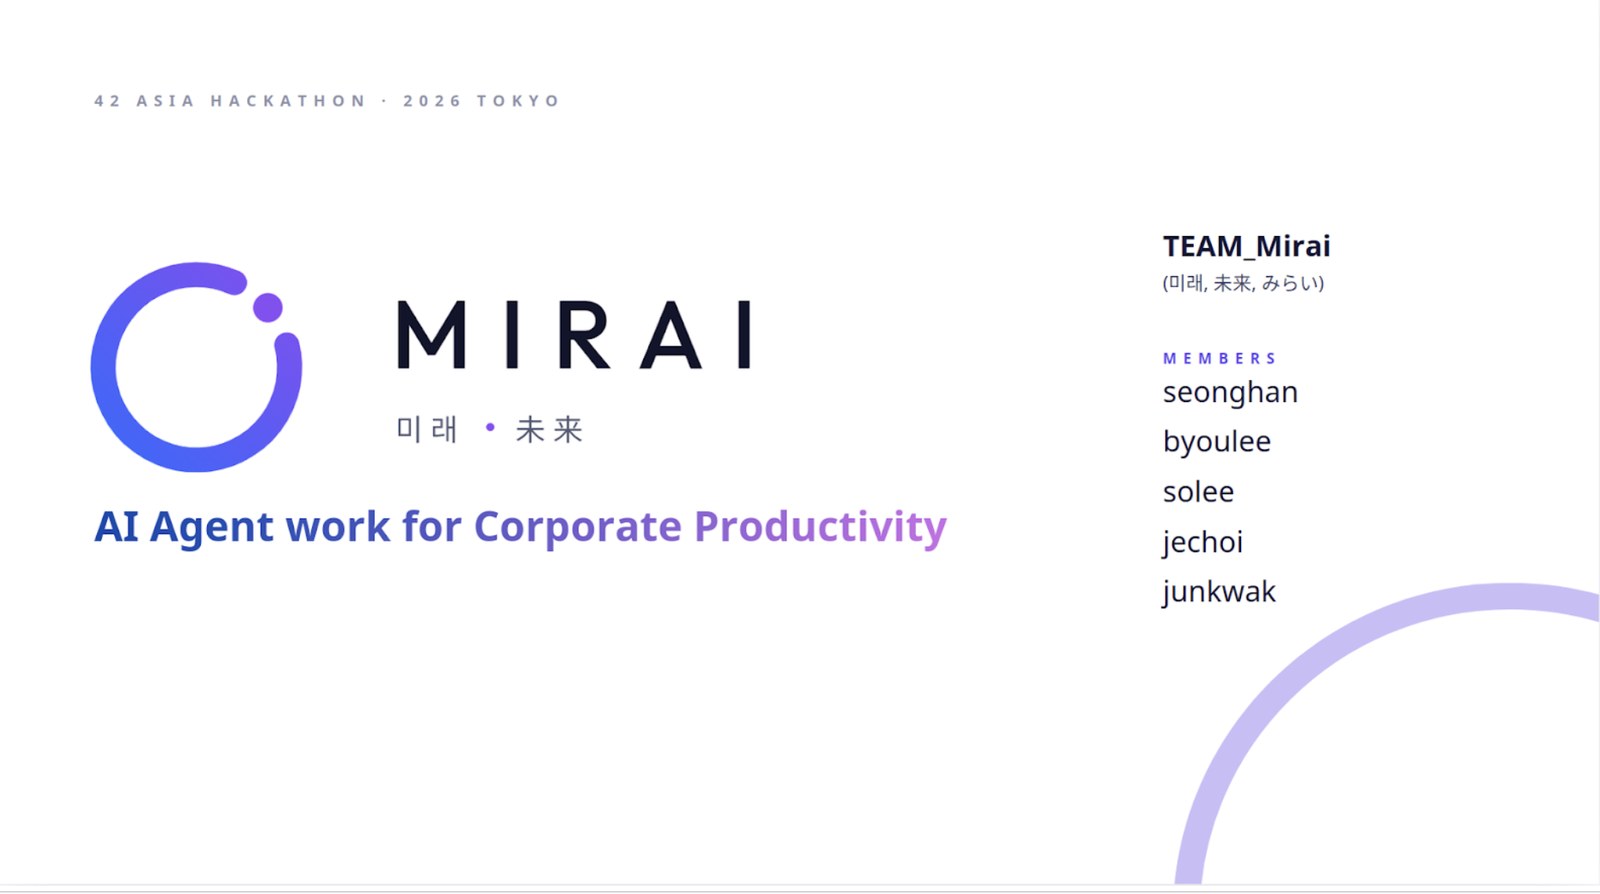 42 ASIA HACKATHON · 2026 TOKYO
MIRAI
미래 • 未来
AI Agent work for Corporate Productivity
TEAM_Mirai
(미래, 未来, みらい)
MEMBERS
seonghan
byoulee
solee
jechoi
junkwak